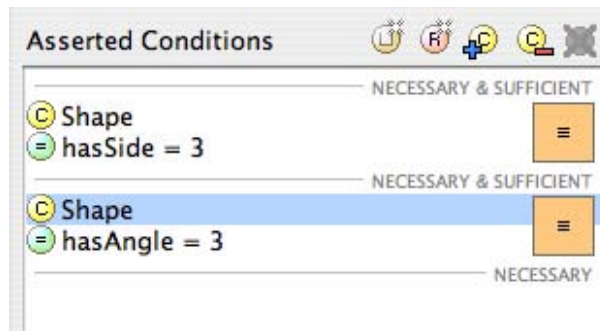 Asserted Conditions
NECESSARY & SUFFICIENT
C Shape
= hasSide = 3
≡
NECESSARY & SUFFICIENT
C Shape
= hasAngle = 3
≡
NECESSARY